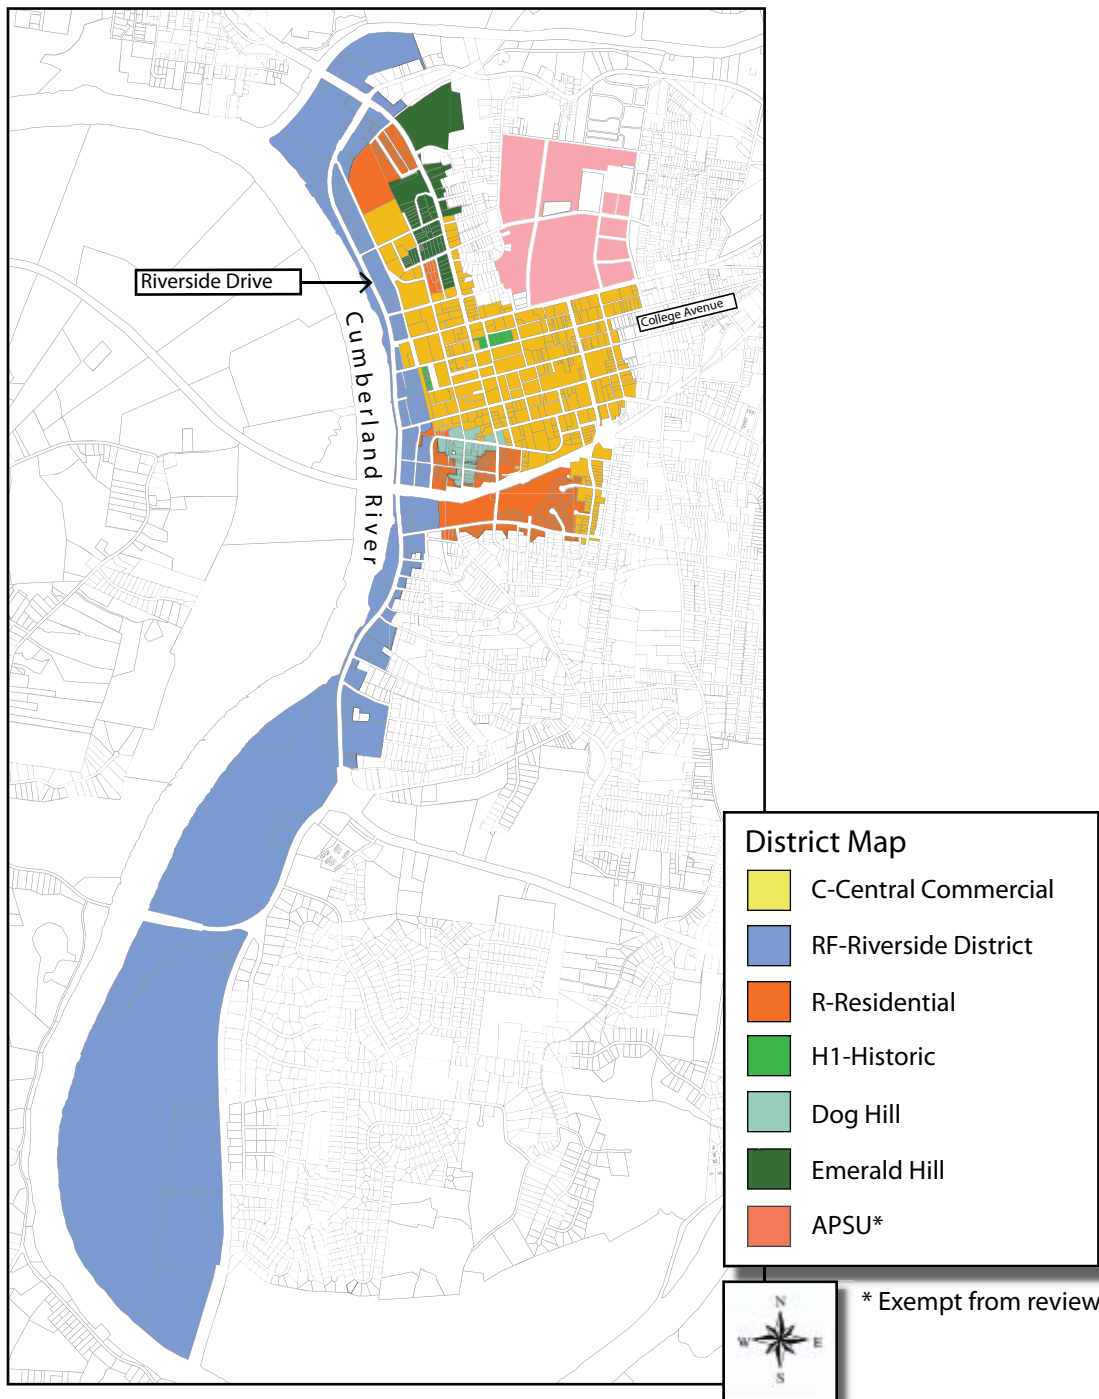 Riverside Drive
College Avenue
Cumberland River
District Map
C-Central Commercial
RF-Riverside District
R-Residential
H1-Historic
Dog Hill
Emerald Hill
APSU*
* Exempt from review
N
W E
S